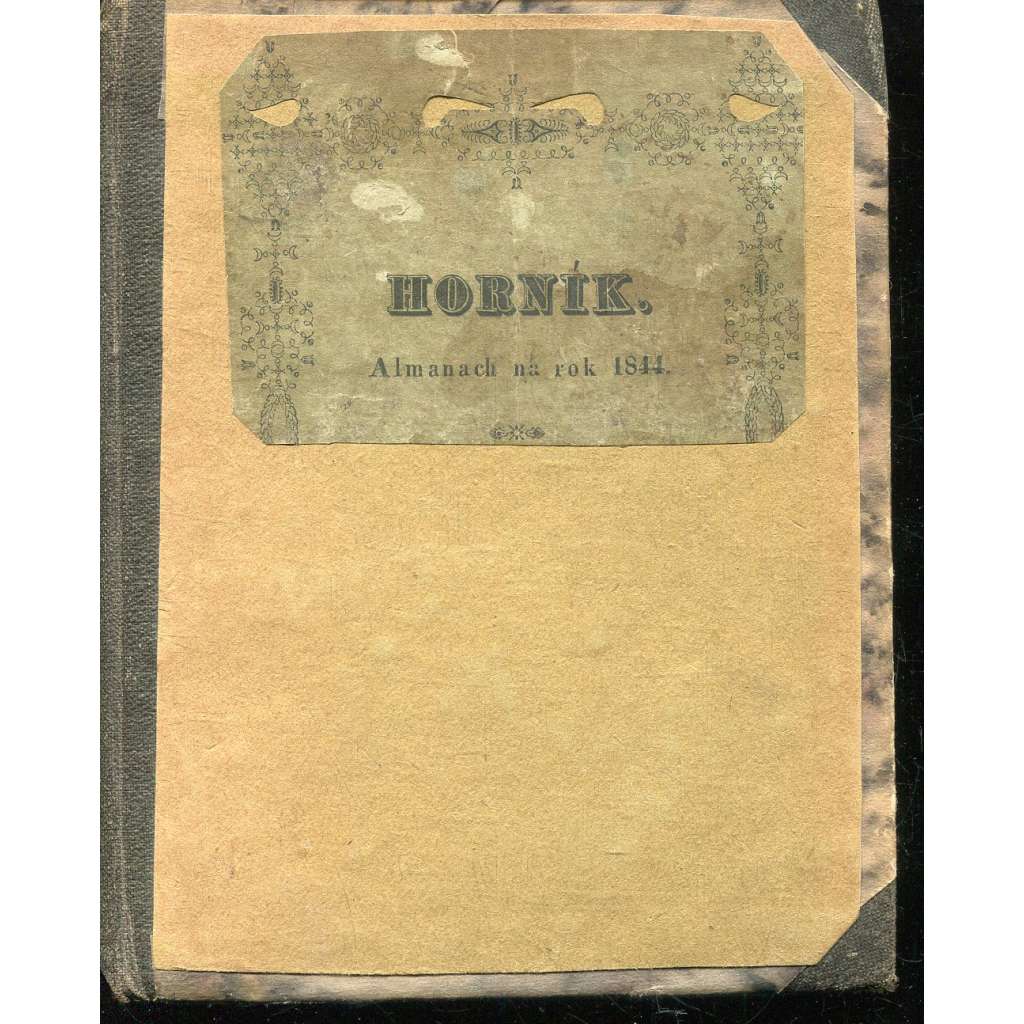 HORNÍK.
Almanach na rok 1844.